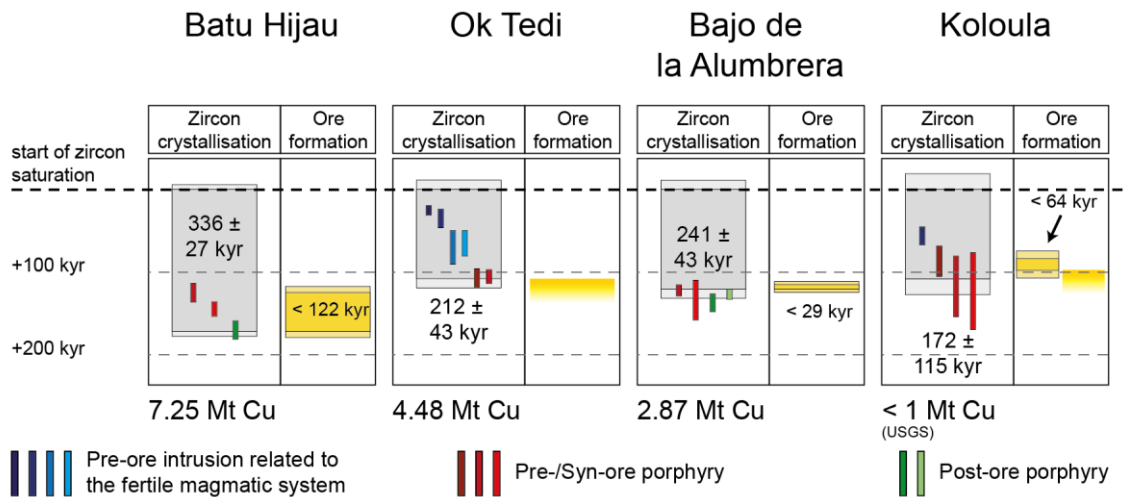 Batu Hijau
Ok Tedi
Bajo de
la Alumbrera
Koloula
Zircon
crystallisation
Ore
formation
Zircon
crystallisation
Ore
formation
Zircon
crystallisation
Ore
formation
Zircon
crystallisation
Ore
formation
start of zircon
saturation
336 ±
27 kyr
241 ±
43 kyr
< 64 kyr
+100 kyr
< 122 kyr
212 ±
43 kyr
< 29 kyr
172 ±
115 kyr
+200 kyr
7.25 Mt Cu
4.48 Mt Cu
2.87 Mt Cu
< 1 Mt Cu
(USGS)
Pre-ore intrusion related to
the fertile magmatic system
Pre-/Syn-ore porphyry
Post-ore porphyry